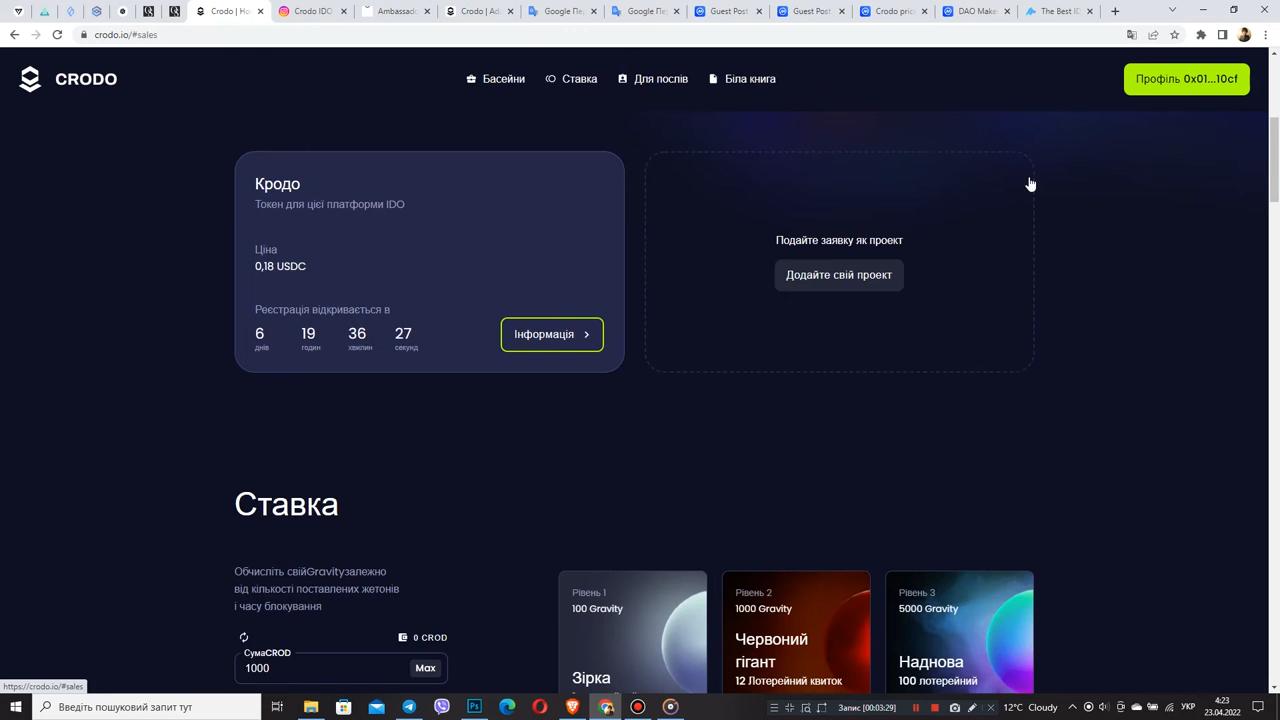 Crodo | Ho
Crodo IDO
Ambassado
Crodo | Ad
Google Пе
Google Пе
Guest Post
Guest Post
Crodo pric
DAO Make
The Best ID
crodo.io/#sales
CRODO
Басейни
Ставка
Для послів
Біла книга
Профіль 0x01...10cf
Кродо
Токен для цієї платформи IDO
Ціна
0,18 USDC
Реєстрація відкривається в
6 19 36 27
днів годин хвилин секунд
Інформація
Подайте заявку як проект
Додайте свій проект
Ставка
Обчисліть свійGravityзалежно
від кількості поставлених жетонів
і часу блокування
0 CROD
СумаCROD
1000
Max
Рівень 1
100 Gravity
Зірка
Рівень 2
1000 Gravity
Червоний
гігант
12 Лотерейний квиток
Рівень 3
5000 Gravity
Наднова
100 лотерейний
https://crodo.io/#sales
Введіть пошуковий запит тут
Запис [00:03:29]
12°C Cloudy
УКР
4:23
23.04.2022